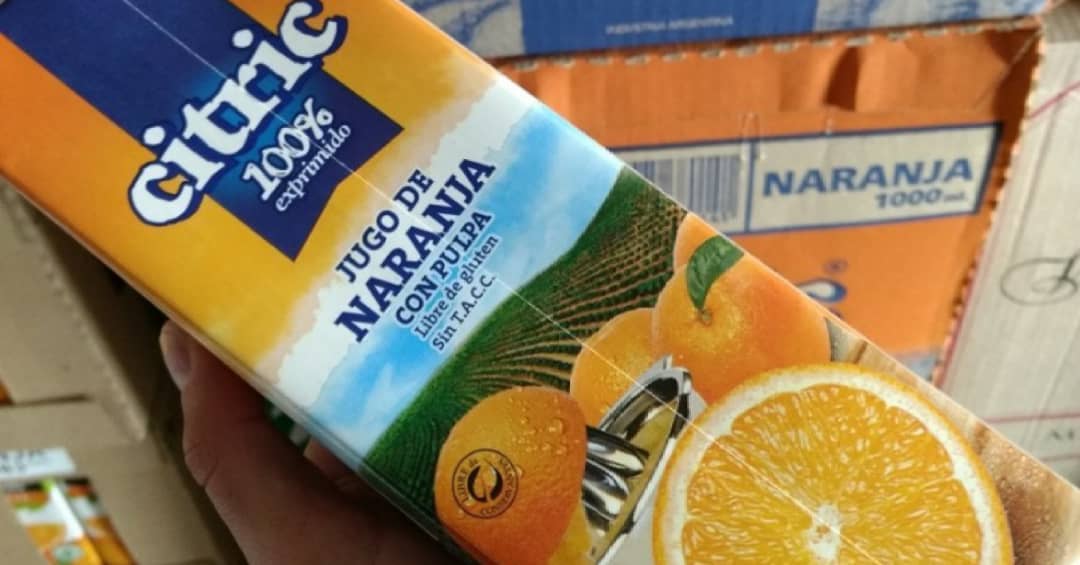 INDUSTRIA ARGENTINA
citric
100%
exprimido
JUGO DE
NARANJA
CON PULPA
Libre de gluten
Sin T.A.C.C.
NARANJA
1000 ml.